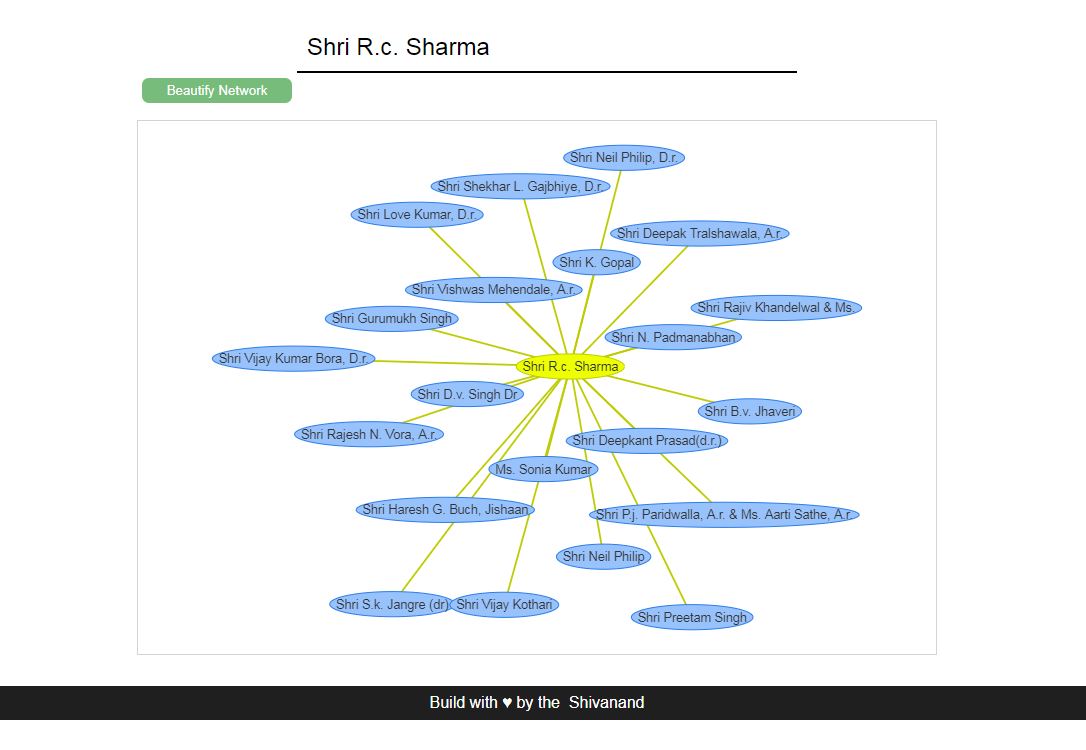 Shri R.c. Sharma
Beautify Network
Shri Neil Philip, D.r.
Shri Shekhar L. Gajbhiye, D.r.
Shri Love Kumar, D.r.
Shri Deepak Tralshawala, A.r.
Shri K. Gopal
Shri Vishwas Mehendale, A.r.
Shri Rajiv Khandelwal & Ms.
Shri Gurumukh Singh
Shri N. Padmanabhan
Shri Vijay Kumar Bora, D.r.
Shri R.c. Sharma
Shri D.v. Singh Dr
Shri B.v. Jhaveri
Shri Rajesh N. Vora, A.r.
Shri Deepkant Prasad(d.r.)
Ms. Sonia Kumar
Shri Haresh G. Buch, Jishaan
Shri P.j. Paridwalla, A.r. & Ms. Aarti Sathe, A.r.
Shri Neil Philip
Shri S.k. Jangre (dr)
Shri Vijay Kothari
Shri Preetam Singh
Build with ♥ by the Shivanand